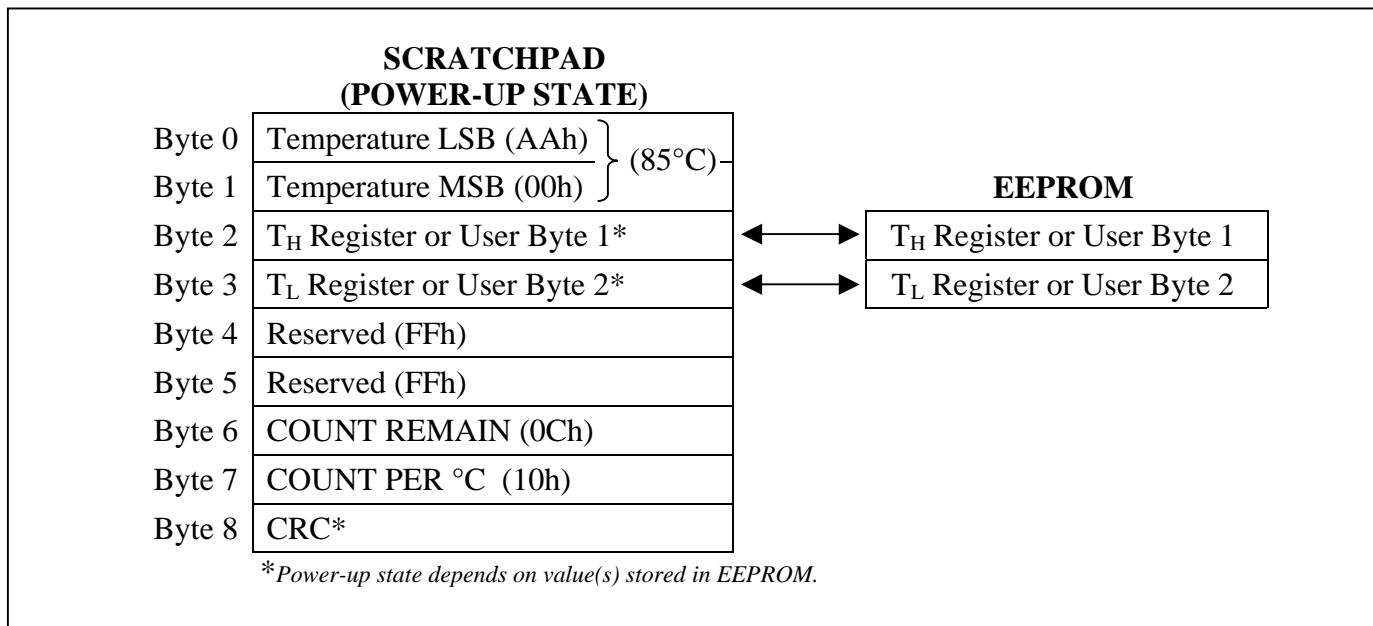 SCRATCHPAD
(POWER-UP STATE)
Byte 0 Temperature LSB (AAh)
(85°C)
Byte 1 Temperature MSB (00h)
EEPROM
Byte 2 TH Register or User Byte 1* TH Register or User Byte 1
Byte 3 TL Register or User Byte 2* TL Register or User Byte 2
Byte 4 Reserved (FFh)
Byte 5 Reserved (FFh)
Byte 6 COUNT REMAIN (0Ch)
Byte 7 COUNT PER °C (10h)
Byte 8 CRC*
*Power-up state depends on value(s) stored in EEPROM.